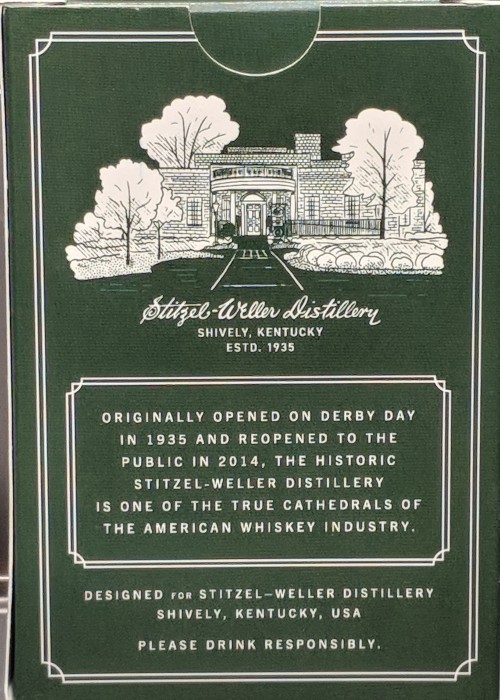 Stitzel-Weller Distillery
SHIVELY, KENTUCKY
ESTD. 1935
ORIGINALLY OPENED ON DERBY DAY
IN 1935 AND REOPENED TO THE
PUBLIC IN 2014, THE HISTORIC
STITZEL-WELLER DISTILLERY
IS ONE OF THE TRUE CATHEDRALS OF
THE AMERICAN WHISKEY INDUSTRY.
DESIGNED FOR STITZEL–WELLER DISTILLERY
SHIVELY, KENTUCKY, USA
PLEASE DRINK RESPONSIBLY.